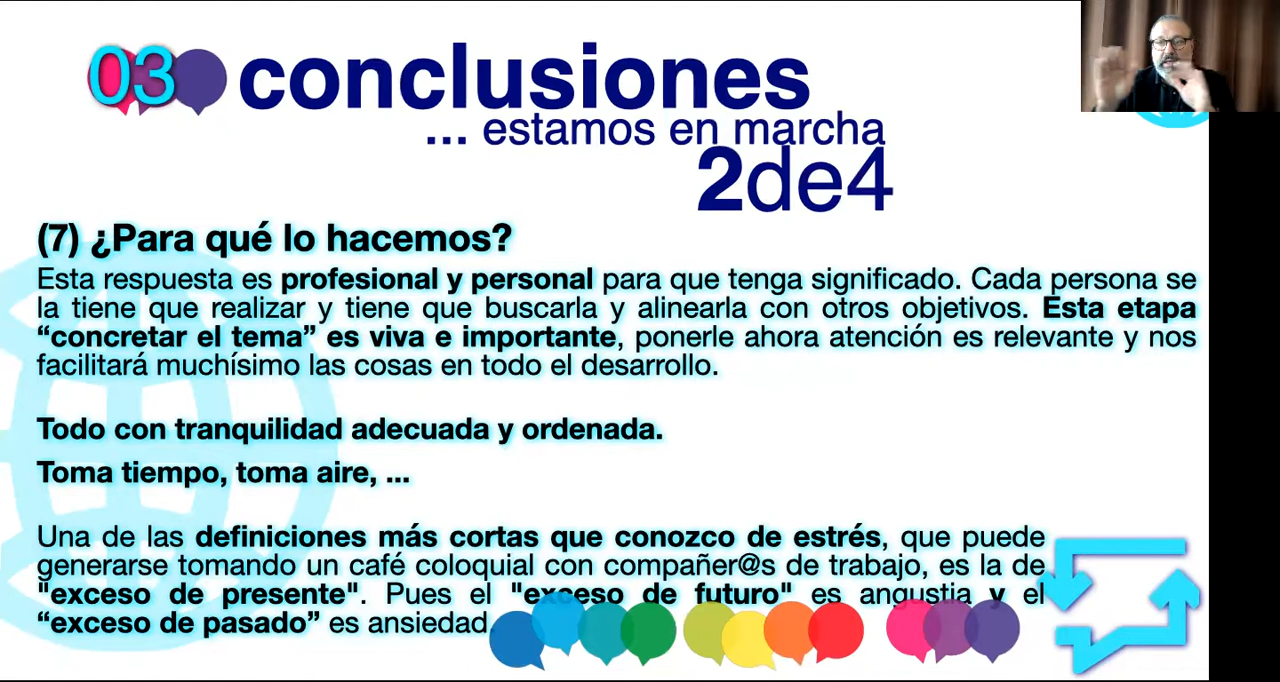 03 conclusiones
... estamos en marcha
2de4
(7) ¿Para qué lo hacemos?
Esta respuesta es profesional y personal para que tenga significado. Cada persona se
la tiene que realizar y tiene que buscarla y alinearla con otros objetivos. Esta etapa
“concretar el tema” es viva e importante, ponerle ahora atención es relevante y nos
facilitará muchísimo las cosas en todo el desarrollo.
Todo con tranquilidad adecuada y ordenada.
Toma tiempo, toma aire, ...
Una de las definiciones más cortas que conozco de estrés, que puede
generarse tomando un café coloquial con compañer@s de trabajo, es la de
"exceso de presente". Pues el "exceso de futuro" es angustia y el
“exceso de pasado” es ansiedad.